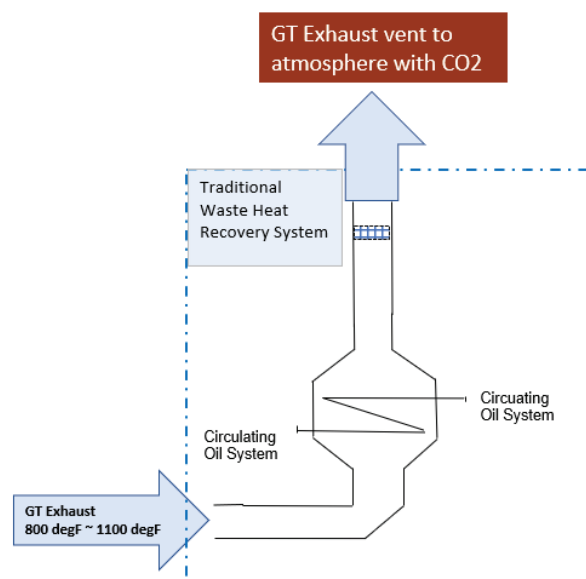 GT Exhaust vent to
atmosphere with CO2
Traditional
Waste Heat
Recovery System
Circuating
Oil System
Circulating
Oil System
GT Exhaust
800 degF ~ 1100 degF